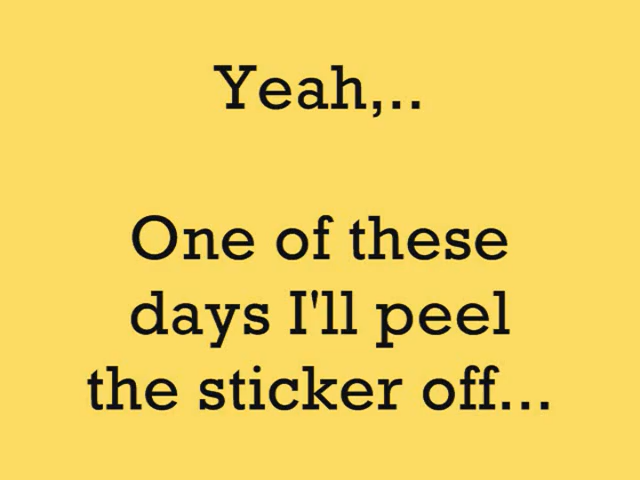 Yeah,..
One of these
days I'll peel
the sticker off...